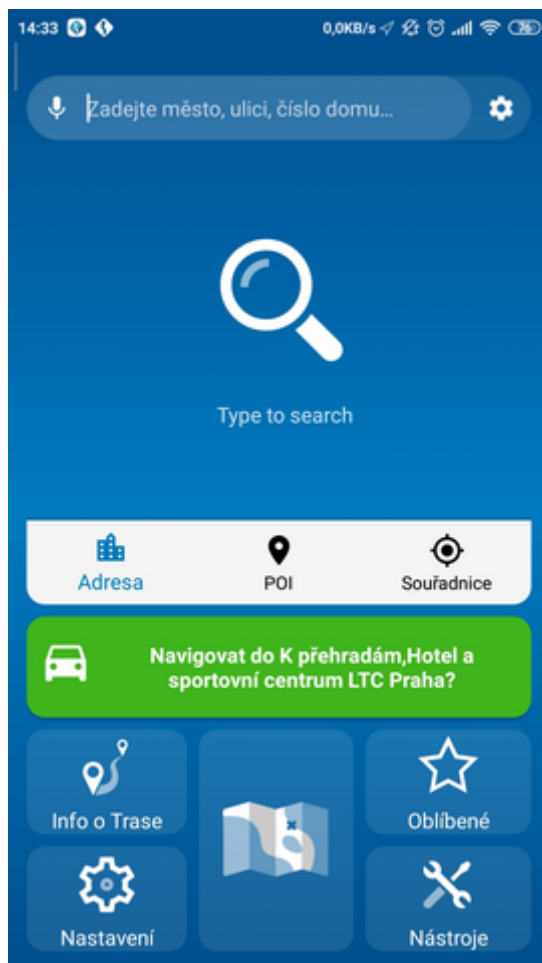 14:33
0,0KB/s
76
Zadejte město, ulici, číslo domu...
Type to search
Adresa
POI
Souřadnice
Navigovat do K přehradám,Hotel a
sportovní centrum LTC Praha?
Info o Trase
Oblíbené
Nastavení
Nástroje